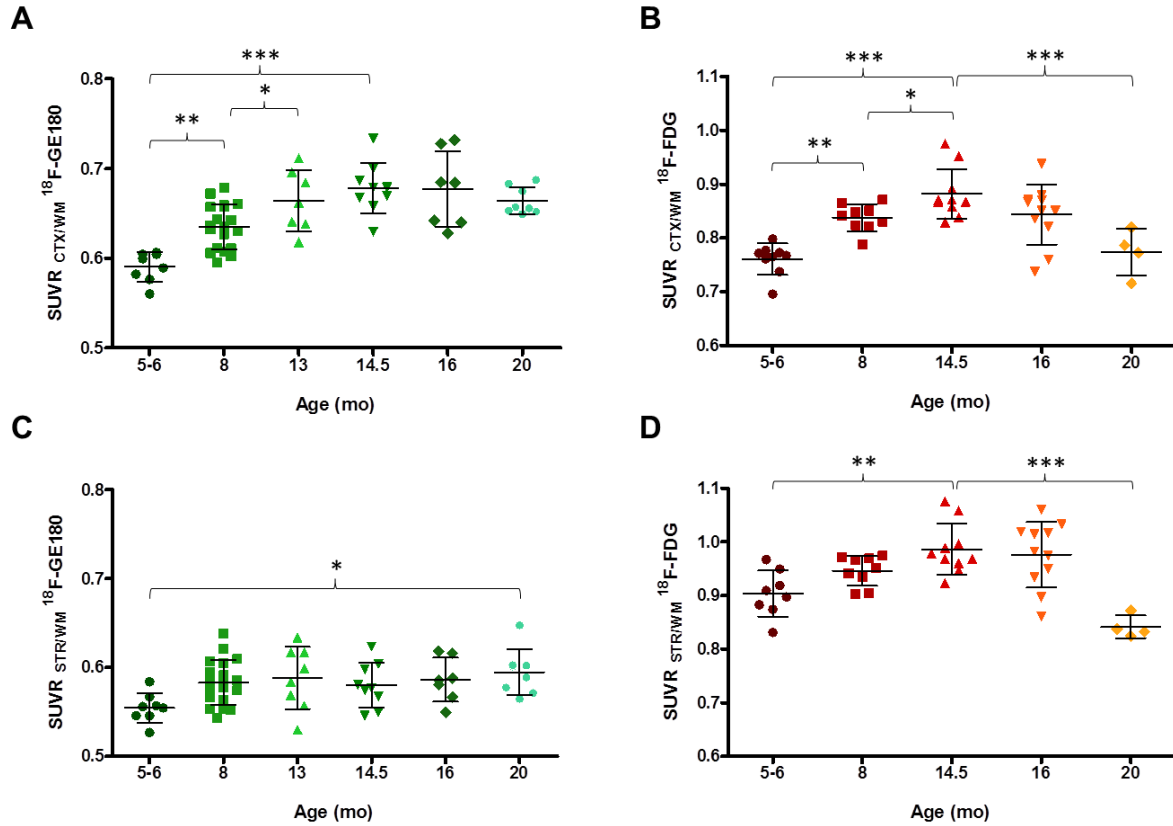 A
***
*
**
0.8
0.7
0.6
0.5
SUVR CTX/WM 18F-GE180
5-6 8 13 14.5 16 20
Age (mo)
B
*** ***
*
**
1.1
1.0
0.9
0.8
0.7
0.6
SUVR CTX/WM 18F-FDG
5-6 8 14.5 16 20
Age (mo)
C
*
0.8
0.7
0.6
0.5
SUVR STR/WM 18F-GE180
5-6 8 13 14.5 16 20
Age (mo)
D
** ***
1.1
1.0
0.9
0.8
0.7
0.6
SUVR STR/WM 18F-FDG
5-6 8 14.5 16 20
Age (mo)